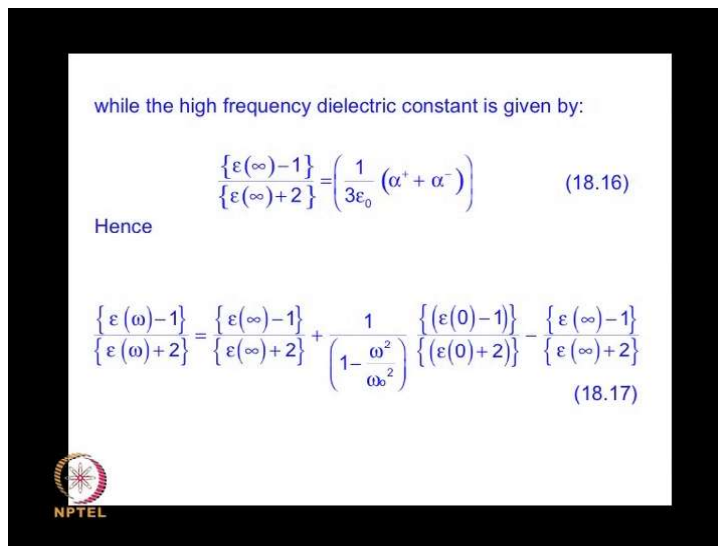 while the high frequency dielectric constant is given by:
{ε(∞)−1} / {ε(∞)+2} = (1/3ε₀ (α⁺ + α⁻)) (18.16)
Hence
{ε(ω)−1} / {ε(ω)+2} = {ε(∞)−1} / {ε(∞)+2} + 1 / (1−ω²/ω₀²) {(ε(0)−1)} / {(ε(0)+2)} − {ε(∞)−1} / {ε(∞)+2}
(18.17)
NPTEL